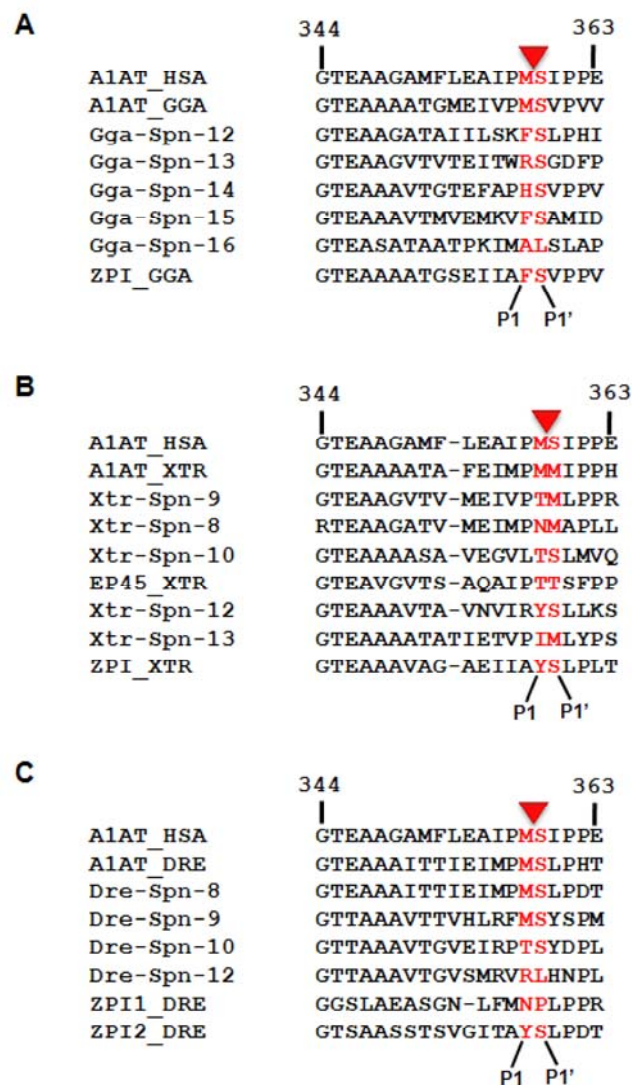 A
344 363
A1AT_HSA GTEAAGAMFLEAIPMSIPPE
A1AT_GGA GTEAAAATGMEIVPMSVPVV
Gga-Spn-12 GTEAAGATAIILSKFSLPHI
Gga-Spn-13 GTEAAGVTVTEITWRSGDFP
Gga-Spn-14 GTEAAAVTGTEFAPHSVPPV
Gga-Spn-15 GTEAAAVTMVEMKVFSAMID
Gga-Spn-16 GTEASATAATPKIMALSLAP
ZPI_GGA GTEAAAATGSEIIAFSVPPV
P1 P1'
B
344 363
A1AT_HSA GTEAAGAMF-LEAIPMSIPPE
A1AT_XTR GTEAAAATA-FEIMPMMIPPH
Xtr-Spn-9 GTEAAGVTV-MEIVPTMLPPR
Xtr-Spn-8 RTEAAGATV-MEIMPNMAPLL
Xtr-Spn-10 GTEAAAASA-VEGVLTSLMVQ
EP45_XTR GTEAVGVTS-AQAIPTTSFPP
Xtr-Spn-12 GTEAAAVTA-VNVIRYSLLKS
Xtr-Spn-13 GTEAAAATATIETVPIMLYPS
ZPI_XTR GTEAAAVAG-AEIIAYSLPLT
P1 P1'
C
344 363
A1AT_HSA GTEAAGAMFLEAIPMSIPPE
A1AT_DRE GTEAAAITTIEIMPMSLPHT
Dre-Spn-8 GTEAAAITTIEIMPMSLPDT
Dre-Spn-9 GTTAAAVTTVHLRFMSYSPM
Dre-Spn-10 GTTAAAVTGVEIRPTSYDPL
Dre-Spn-12 GTTAAAVTGVSMRVRLHNPL
ZPI1_DRE GGSLAEASGN-LFMNPLPPR
ZPI2_DRE GTSAASSTSVGITAYSLPDT
P1 P1'